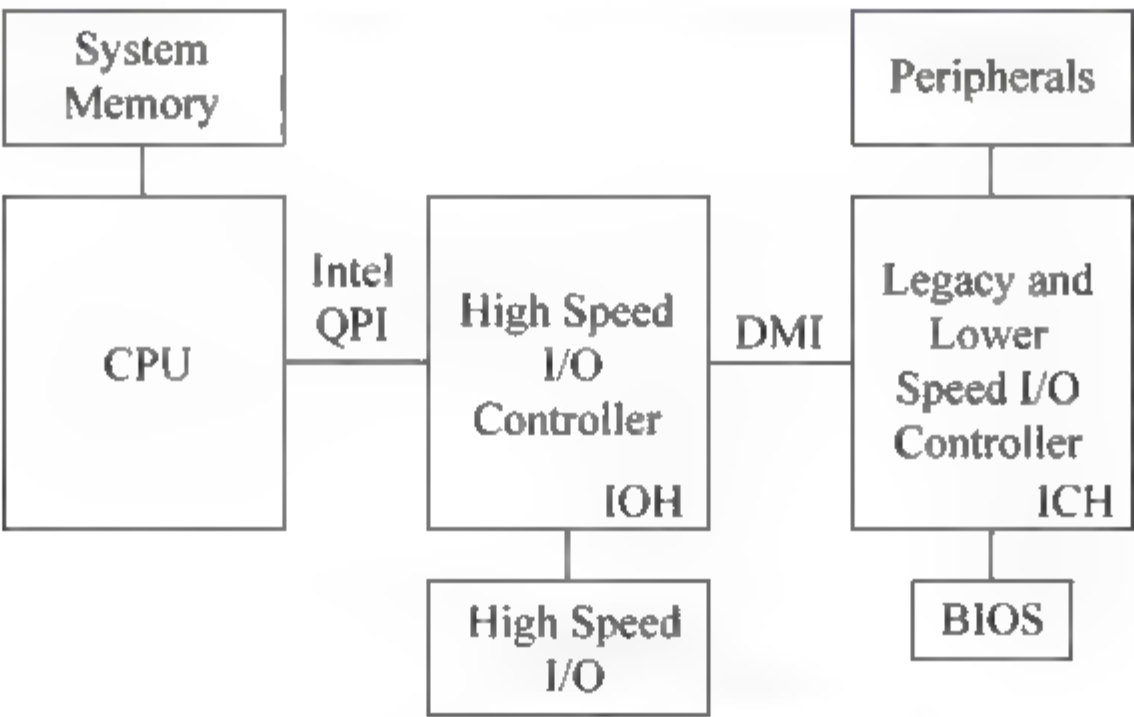 System
Memory
Peripherals
CPU
Intel
QPI
High Speed
I/O
Controller
IOH
DMI
Legacy and
Lower
Speed I/O
Controller
ICH
High Speed
I/O
BIOS